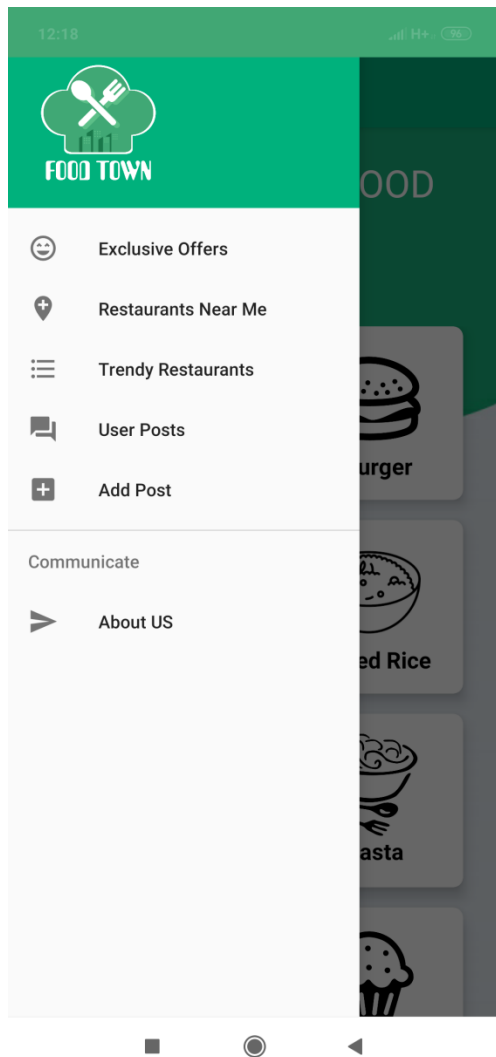 12:18
H+ 96
FOOD TOWN
OOD
Exclusive Offers
Restaurants Near Me
Trendy Restaurants
urger
User Posts
Add Post
Communicate
About US
ed Rice
asta